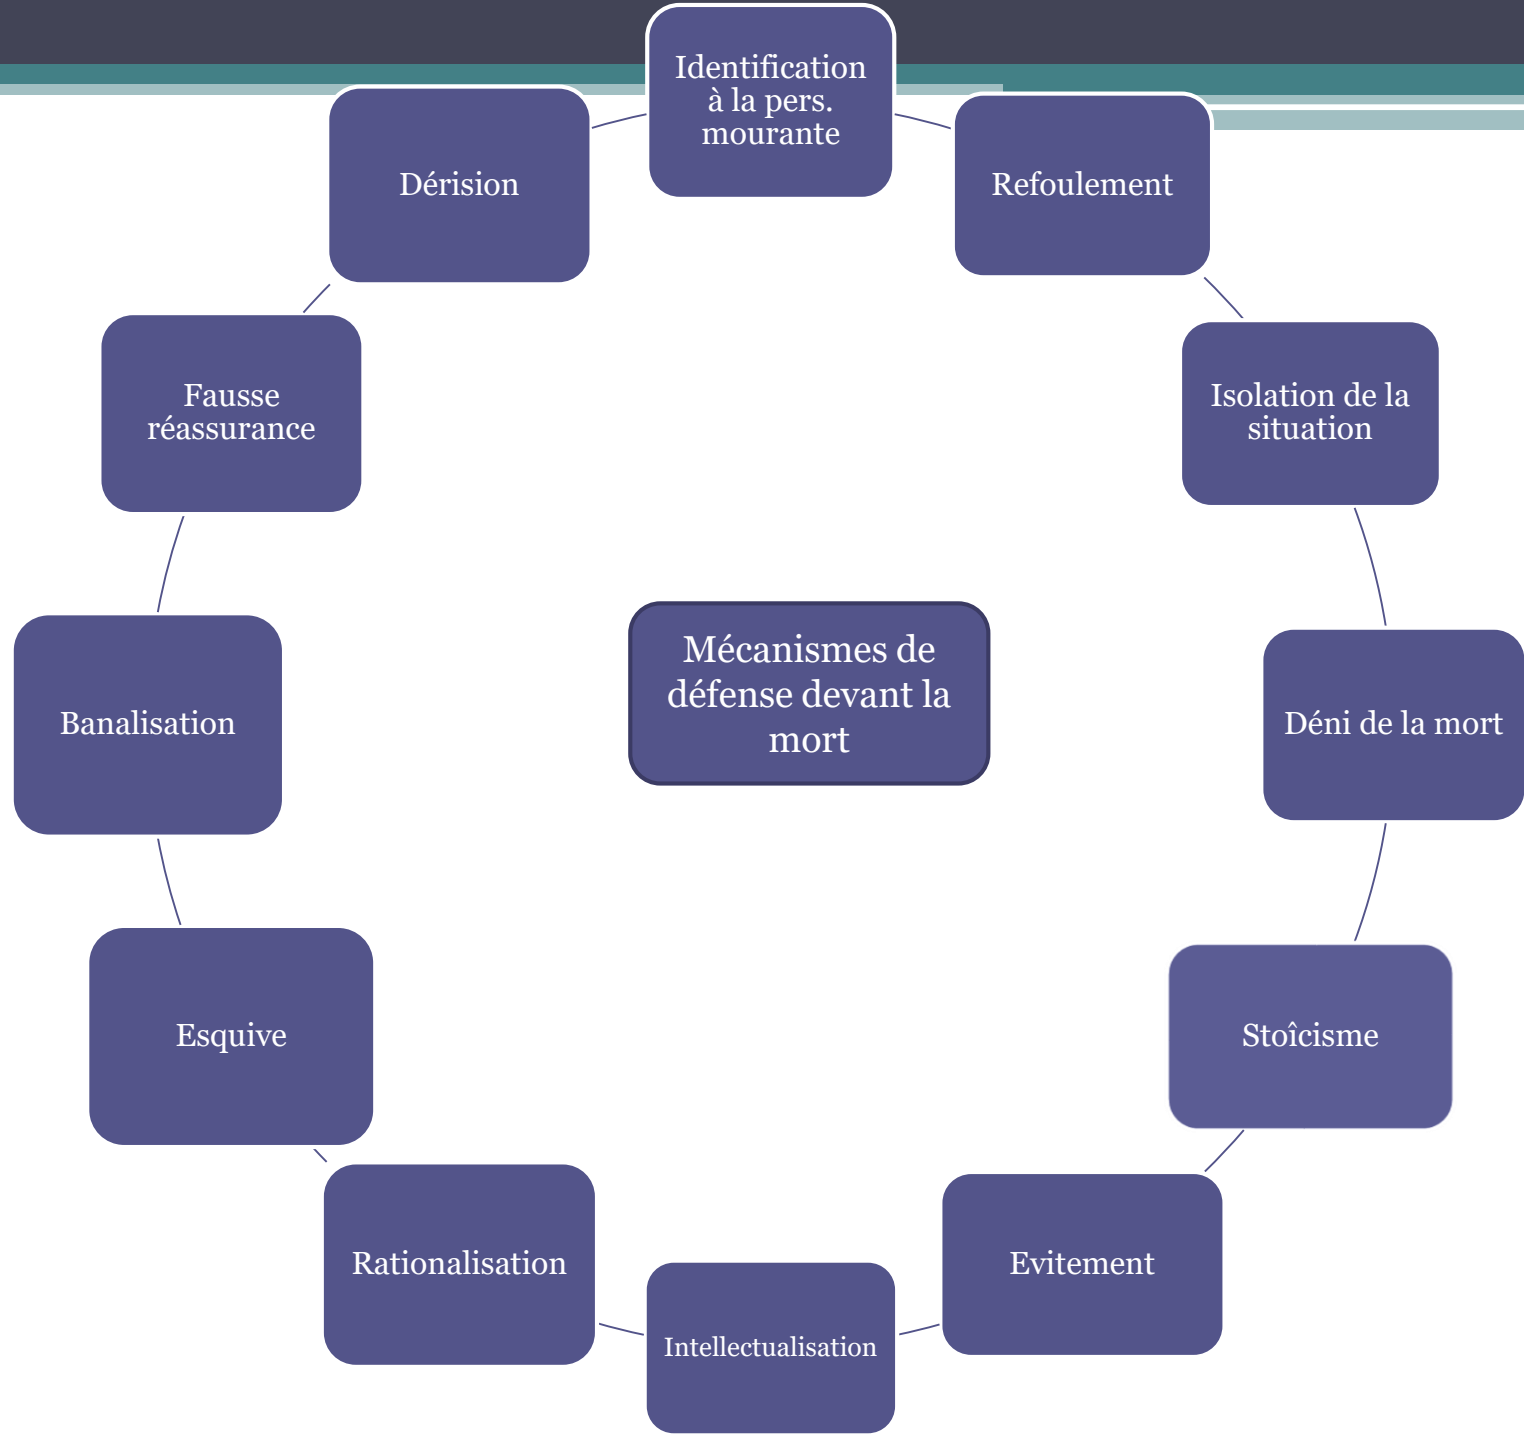 Identification
à la pers.
mourante
Refoulement
Isolation de la
situation
Déni de la mort
Stoîcisme
Evitement
Intellectualisation
Rationalisation
Esquive
Banalisation
Fausse
réassurance
Dérision
Mécanismes de
défense devant la
mort